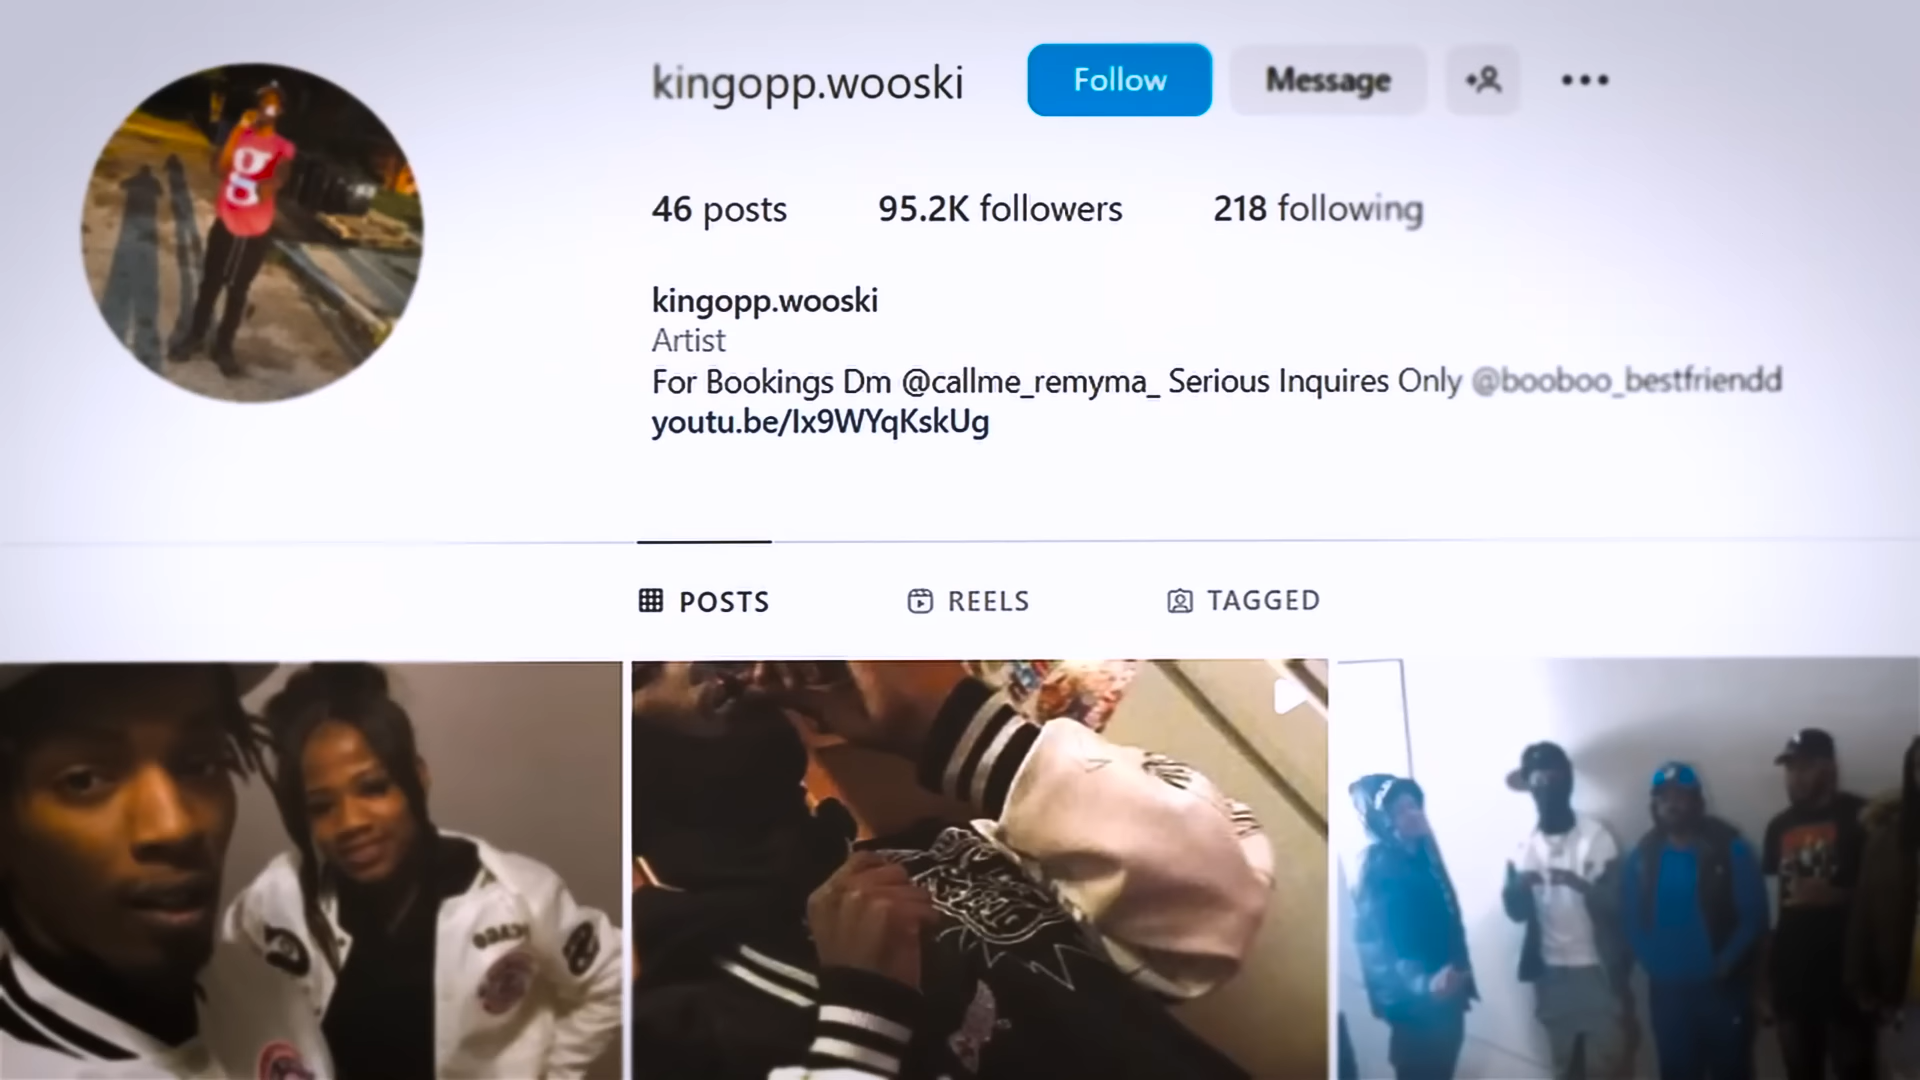 kingopp.wooski Follow Message
46 posts 95.2K followers 218 following
kingopp.wooski
Artist
For Bookings Dm @callme_remyma_ Serious Inquires Only @booboo_bestfriendd
youtu.be/Ix9WYqKskUg
POSTS REELS TAGGED
g